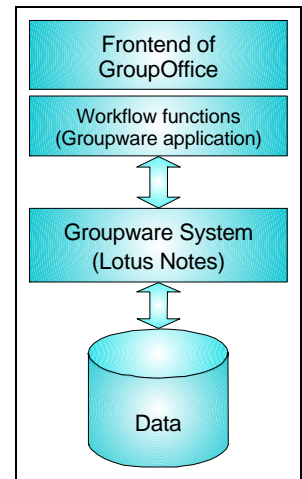 Frontend of
GroupOffice
Workflow functions
(Groupware application)
Groupware System
(Lotus Notes)
Data